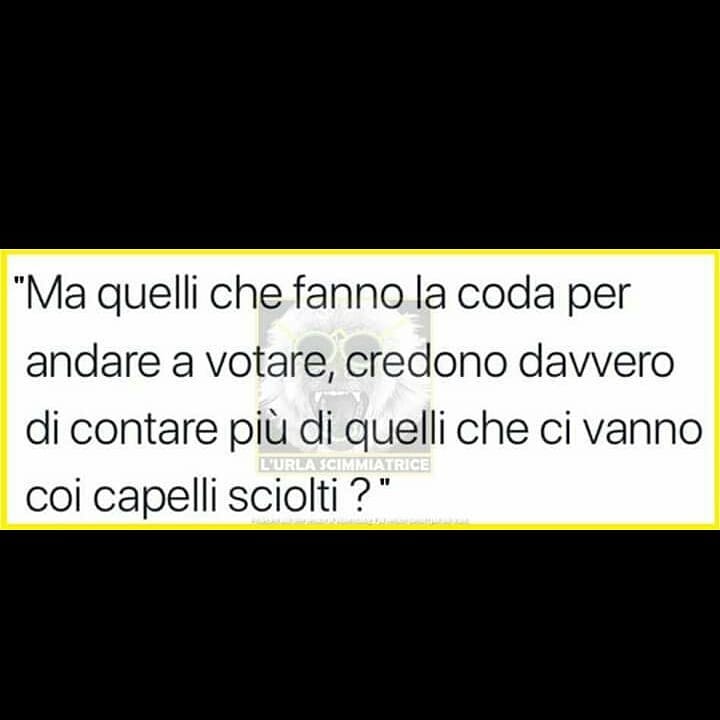 "Ma quelli che fanno la coda per
andare a votare, credono davvero
di contare più di quelli che ci vanno
L'URLA SCIMMIATRICE
coi capelli sciolti ? "